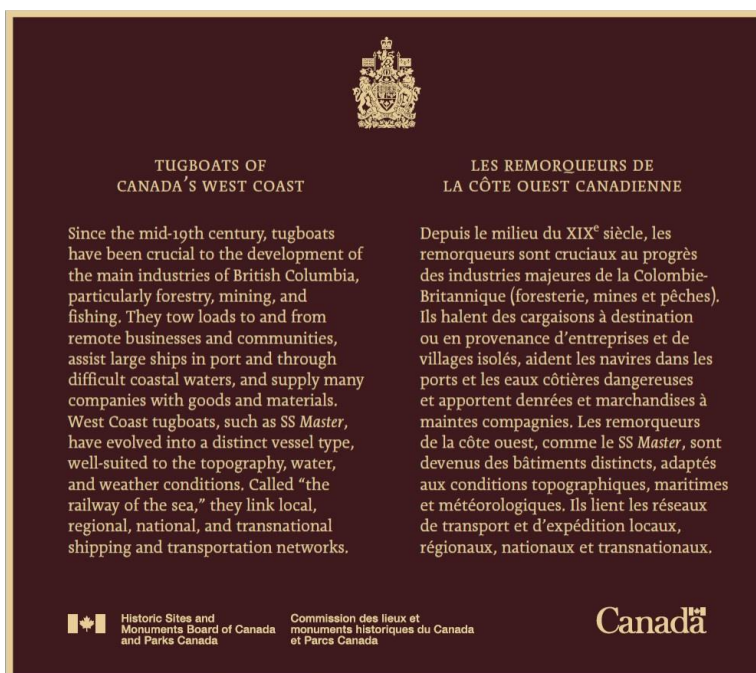 TUGBOATS OF
CANADA'S WEST COAST
Since the mid-19th century, tugboats
have been crucial to the development of
the main industries of British Columbia,
particularly forestry, mining, and
fishing. They tow loads to and from
remote businesses and communities,
assist large ships in port and through
difficult coastal waters, and supply many
companies with goods and materials.
West Coast tugboats, such as SS Master,
have evolved into a distinct vessel type,
well-suited to the topography, water,
and weather conditions. Called “the
railway of the sea,” they link local,
regional, national, and transnational
shipping and transportation networks.
LES REMORQUEURS DE
LA CÔTE OUEST CANADIENNE
Depuis le milieu du XIXe siècle, les
remorqueurs sont cruciaux au progrès
des industries majeures de la Colombie-
Britannique (foresterie, mines et pêches).
Ils halent des cargaisons à destination
ou en provenance d'entreprises et de
villages isolés, aident les navires dans les
ports et les eaux côtières dangereuses
et apportent denrées et marchandises à
maintes compagnies. Les remorqueurs
de la côte ouest, comme le SS Master, sont
devenus des bâtiments distincts, adaptés
aux conditions topographiques, maritimes
et météorologiques. Ils lient les réseaux
de transport et d'expédition locaux,
régionaux, nationaux et transnationaux.
Historic Sites and
Monuments Board of Canada
and Parks Canada
Commission des lieux et
monuments historiques du Canada
et Parcs Canada
Canada